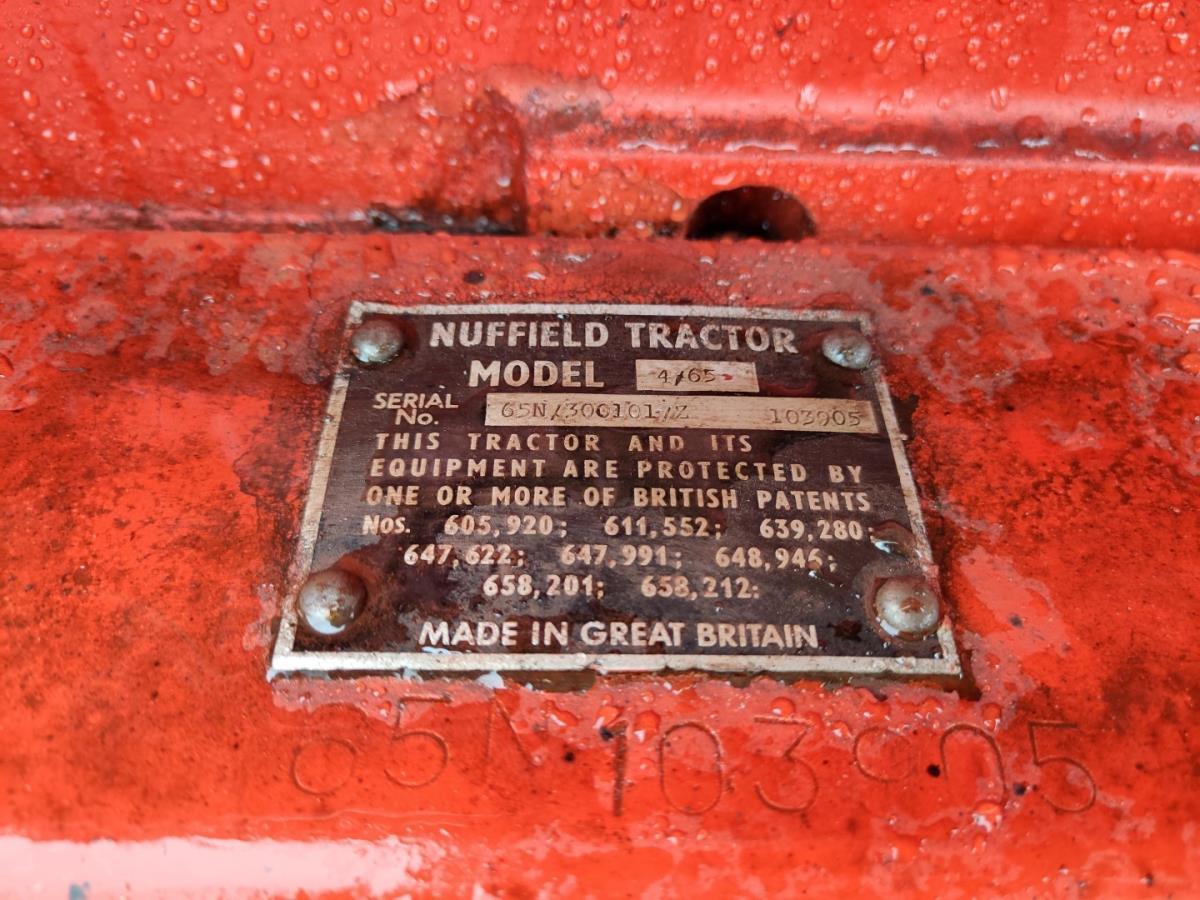 NUFFIELD TRACTOR
MODEL 4/65
SERIAL No. 65N/300101/Z 103905
THIS TRACTOR AND ITS
EQUIPMENT ARE PROTECTED BY
ONE OR MORE OF BRITISH PATENTS
Nos. 605,920; 611,552; 639,280;
647,622; 647,991; 648,946;
658,201; 658,212;
MADE IN GREAT BRITAIN
65N103905